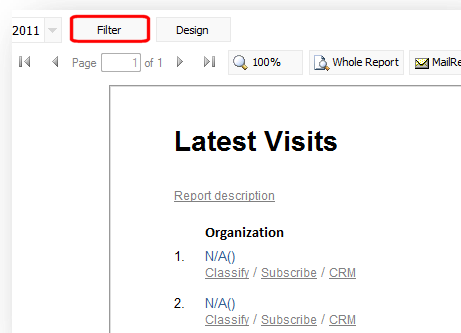 2011 Filter Design
Page 1 of 1 100% Whole Report MailRe
Latest Visits
Report description
Organization
1. N/A()
Classify / Subscribe / CRM
2. N/A()
Classify / Subscribe / CRM